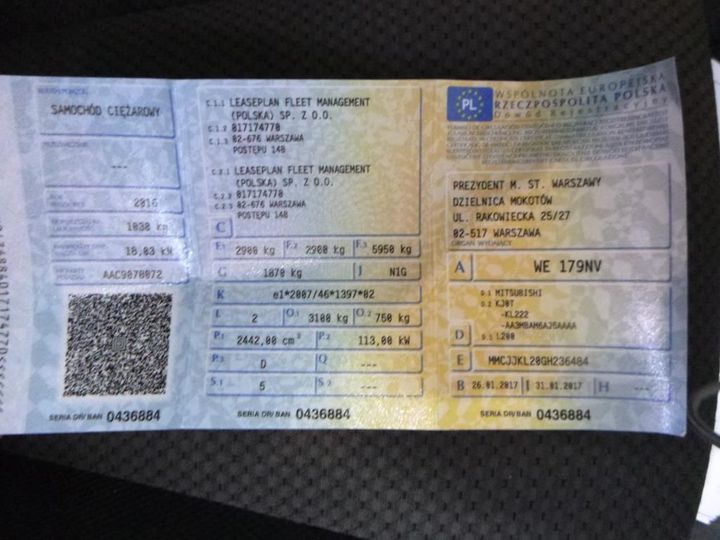 SAMOCHÓD CIĘŻAROWY
---
2016
1030 kg
18,03 kW
AAC9078072
SERIA DR/BAN 0436884
C.1.1 LEASEPLAN FLEET MANAGEMENT
(POLSKA) SP. Z O.O.
C.1.2 817174770
C.1.3 02-676 WARSZAWA
POSTĘPU 14B
C.2.1 LEASEPLAN FLEET MANAGEMENT
(POLSKA) SP. Z O.O.
C.2.2 817174770
C.2.3 02-676 WARSZAWA
POSTĘPU 14B
C
F.1 2900 kg F.2 2900 kg F.3 5950 kg
G 1870 kg J N1G
K e1*2007/46*1397*02
L 2 O.1 3100 kg O.2 750 kg
P.1 2442,00 cm³ P.2 113,00 kW
P.3 D Q ---
S.1 5 S.2 ---
SERIA DR/BAN 0436884
PL
WSPÓLNOTA EUROPEJSKA
RZECZPOSPOLITA POLSKA
Dowód Rejestracyjny
PREZYDENT M. ST. WARSZAWY
DZIELNICA MOKOTÓW
UL. RAKOWIECKA 25/27
02-517 WARSZAWA
ORGAN WYDAJĄCY
A WE 179NV
D.1 MITSUBISHI
D.2 KJ0T
-KL222
-AA3MBAM6AJ6AAAA
D D.3 L200
E MMCJJKL20GH236484
B 26.01.2017 I 31.01.2017 H ---
SERIA DR/BAN 0436884